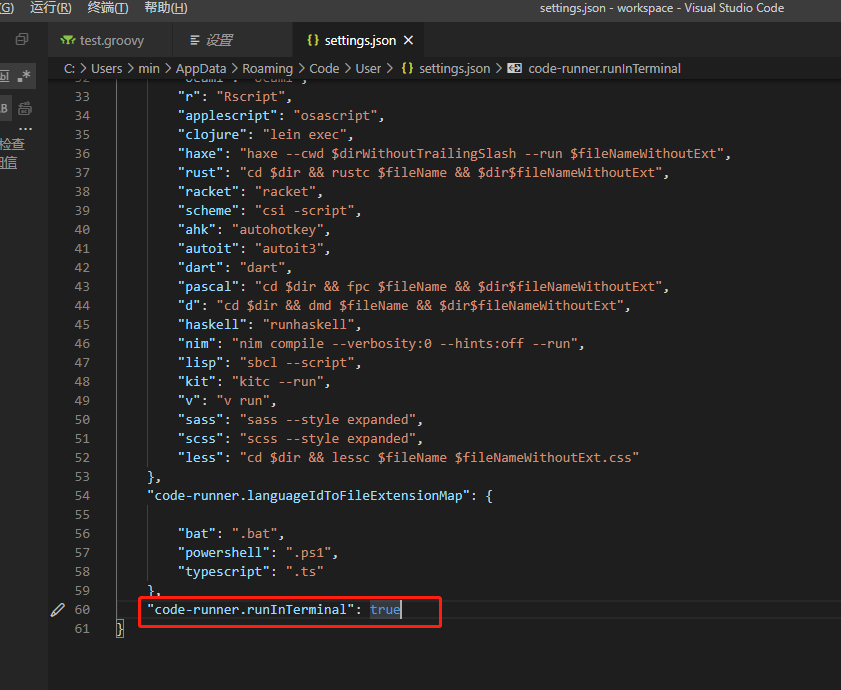 (G) 运行(R) 终端(T) 帮助(H) settings.json - workspace - Visual Studio Code
test.groovy 设置 {} settings.json ×
C: > Users > min > AppData > Roaming > Code > User > {} settings.json > code-runner.runInTerminal
33 "r": "Rscript",
34 "applescript": "osascript",
35 "clojure": "lein exec",
36 "haxe": "haxe --cwd $dirWithoutTrailingSlash --run $fileNameWithoutExt",
37 "rust": "cd $dir && rustc $fileName && $dir$fileNameWithoutExt",
38 "racket": "racket",
39 "scheme": "csi -script",
40 "ahk": "autohotkey",
41 "autoit": "autoit3",
42 "dart": "dart",
43 "pascal": "cd $dir && fpc $fileName && $dir$fileNameWithoutExt",
44 "d": "cd $dir && dmd $fileName && $dir$fileNameWithoutExt",
45 "haskell": "runhaskell",
46 "nim": "nim compile --verbosity:0 --hints:off --run",
47 "lisp": "sbcl --script",
48 "kit": "kitc --run",
49 "v": "v run",
50 "sass": "sass --style expanded",
51 "scss": "scss --style expanded",
52 "less": "cd $dir && lessc $fileName $fileNameWithoutExt.css"
53 },
54 "code-runner.languageIdToFileExtensionMap": {
55
56 "bat": ".bat",
57 "powershell": ".ps1",
58 "typescript": ".ts"
59 },
60 "code-runner.runInTerminal": true
61 }
检查